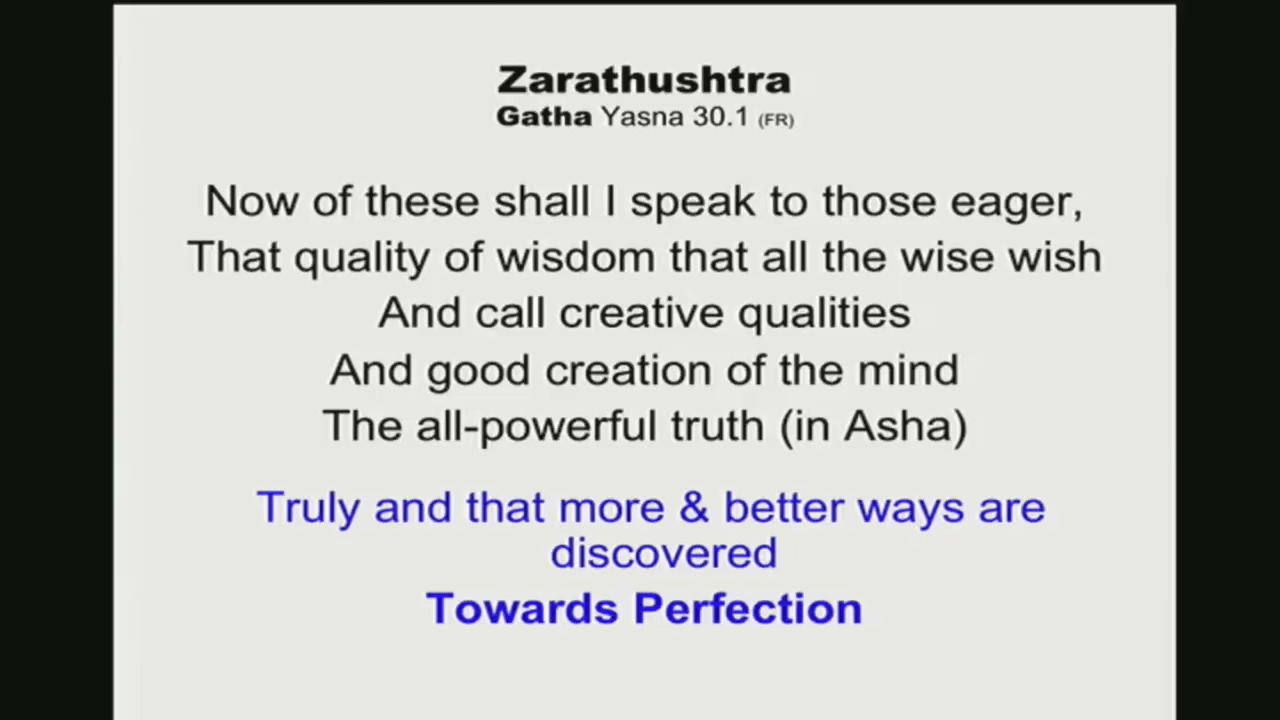 Zarathushtra
Gatha Yasna 30.1 (FR)
Now of these shall I speak to those eager,
That quality of wisdom that all the wise wish
And call creative qualities
And good creation of the mind
The all-powerful truth (in Asha)
Truly and that more & better ways are
discovered
Towards Perfection